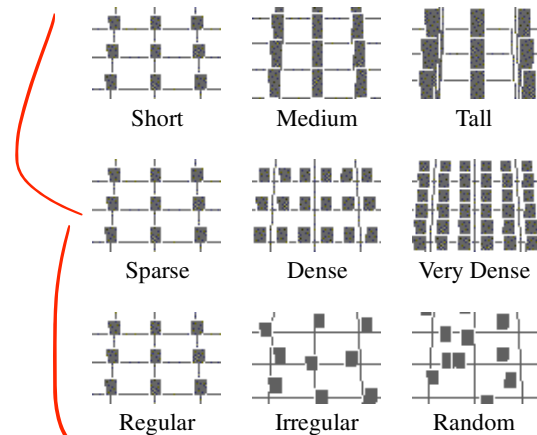 Short Medium Tall
Sparse Dense Very Dense
Regular Irregular Random